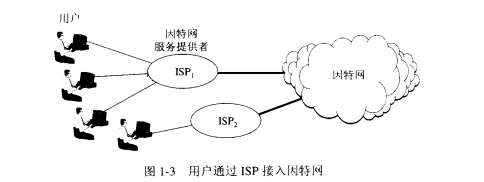 用户
因特网
服务提供者
ISP₁
因特网
ISP₂
图 1-3 用户通过 ISP 接入因特网